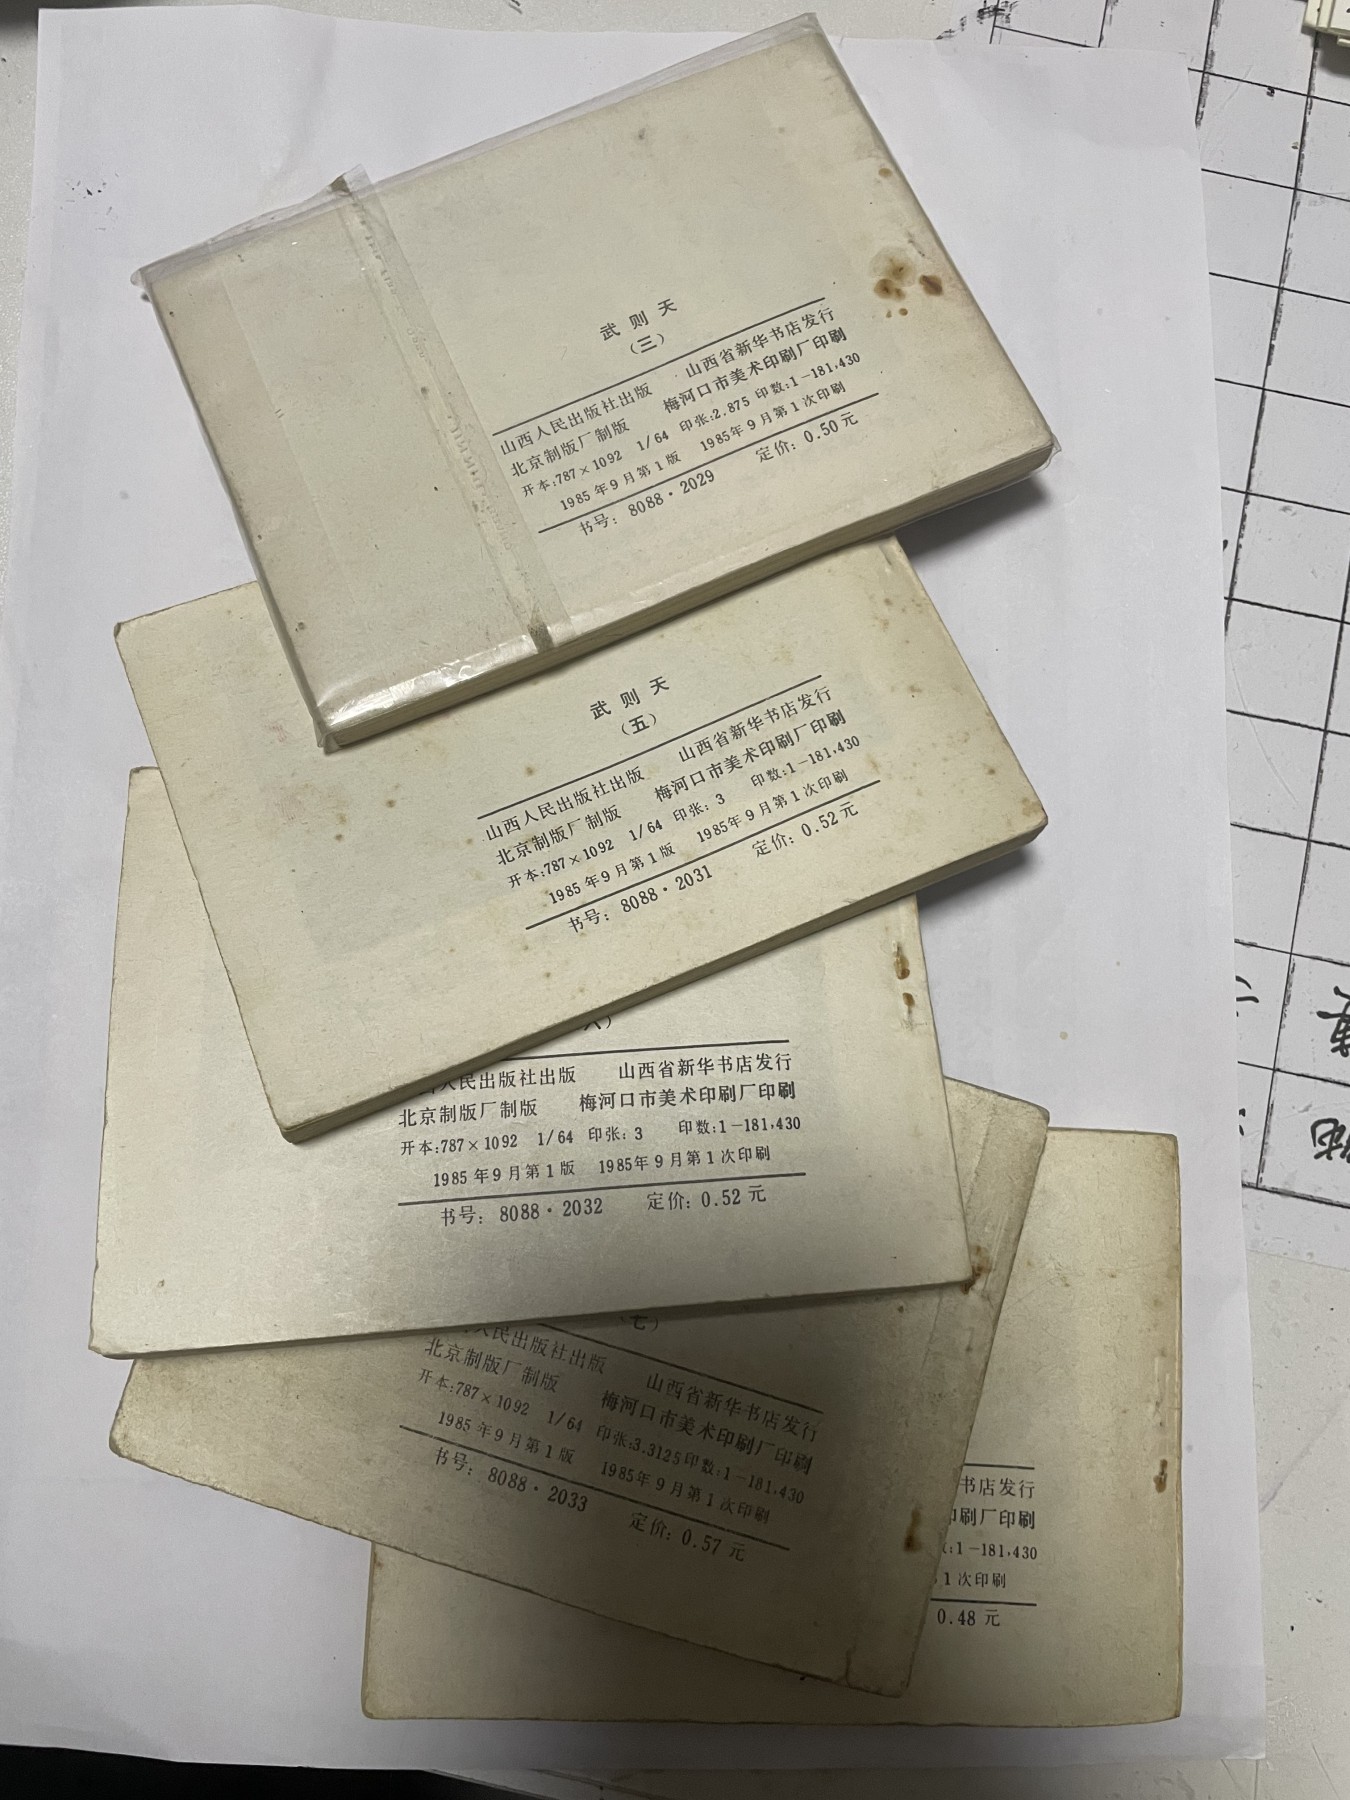 武则天
（三）
山西人民出版社出版 山西省新华书店发行
北京制版厂制版 梅河口市美术印刷厂印刷
开本:787×1092 1/64 印张:2.875 印数:1－181,430
1985年9月第1版 1985年9月第1次印刷
书号：8088·2029 定价：0.50元
武则天
（五）
山西人民出版社出版 山西省新华书店发行
北京制版厂制版 梅河口市美术印刷厂印刷
开本:787×1092 1/64 印张：3 印数:1－181,430
1985年9月第1版 1985年9月第1次印刷
书号：8088·2031 定价：0.52元
人民出版社出版 山西省新华书店发行
北京制版厂制版 梅河口市美术印刷厂印刷
开本:787×1092 1/64 印张：3 印数:1－181,430
1985年9月第1版 1985年9月第1次印刷
书号：8088·2032 定价：0.52元
（七）
人民出版社出版 山西省新华书店发行
北京制版厂制版 梅河口市美术印刷厂印刷
开本:787×1092 1/64 印张:3.3125 印数:1－181,430
1985年9月第1版 1985年9月第1次印刷
书号：8088·2033 定价：0.57元
书店发行
印刷厂印刷
:1－181,430
1次印刷
0.48元